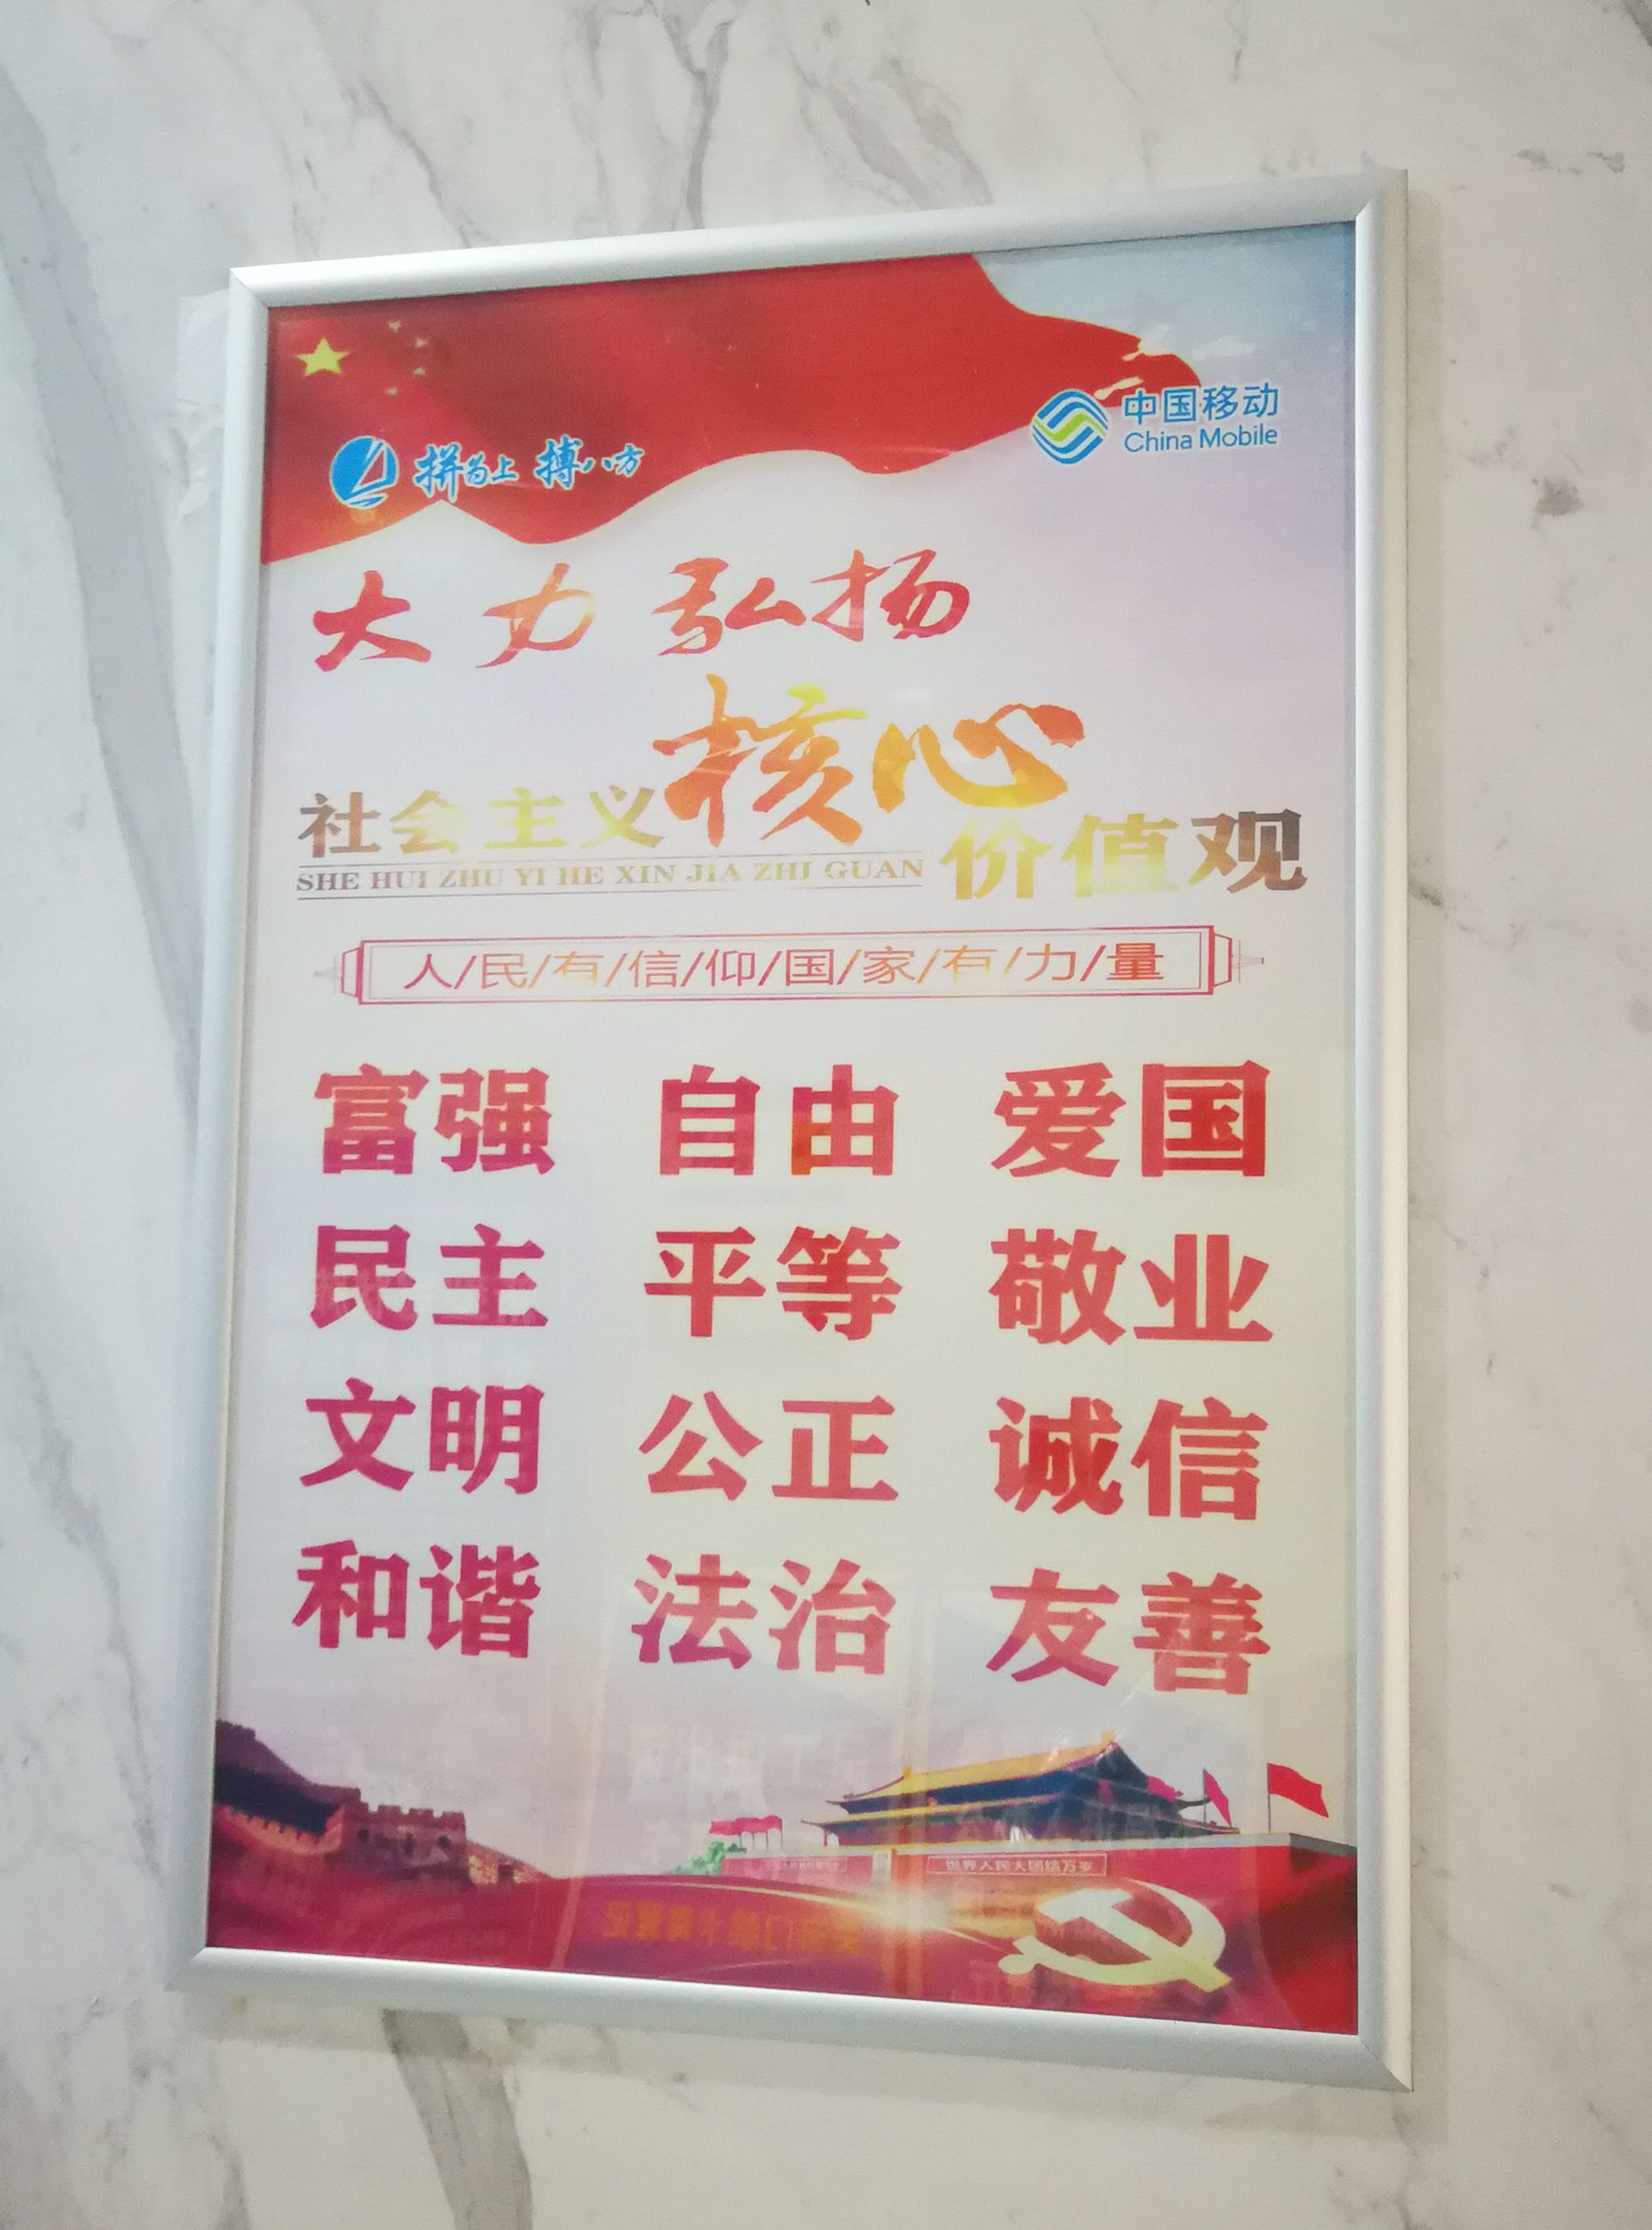 拼为上 搏八方
中国移动
China Mobile
大力弘扬
社会主义核心价值观
SHE HUI ZHU YI HE XIN JIA ZHI GUAN
人/民/有/信/仰/国/家/有/力/量
富强 自由 爱国
民主 平等 敬业
文明 公正 诚信
和谐 法治 友善
世界人民大团结万岁